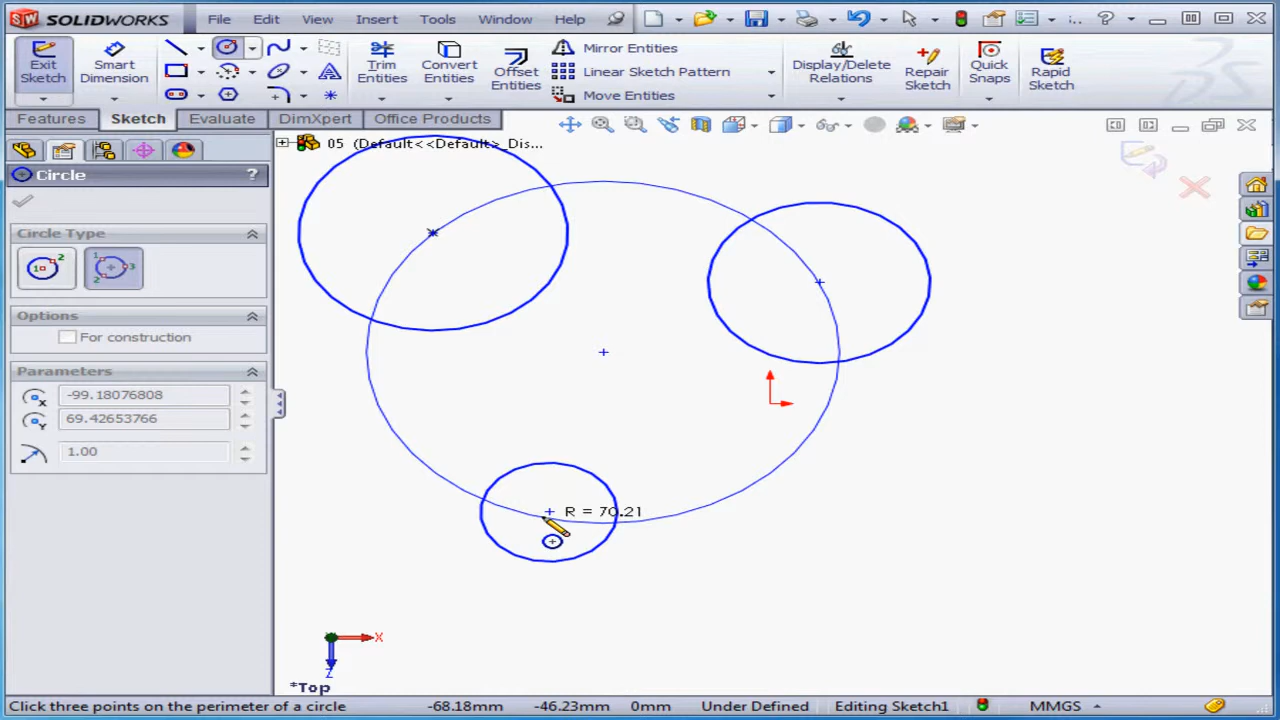 SOLIDWORKS File Edit View Insert Tools Window Help
Exit Sketch
Smart Dimension
Trim Entities
Convert Entities
Offset Entities
Mirror Entities
Linear Sketch Pattern
Move Entities
Display/Delete Relations
Repair Sketch
Quick Snaps
Rapid Sketch
Features Sketch Evaluate DimXpert Office Products
05 (Default<<Default>_Dis...
Circle ?
Circle Type
Options
For construction
Parameters
-99.18076808
69.42653766
1.00
R = 70.21
X
Z
*Top
Click three points on the perimeter of a circle -68.18mm -46.23mm 0mm Under Defined Editing Sketch1 MMGS